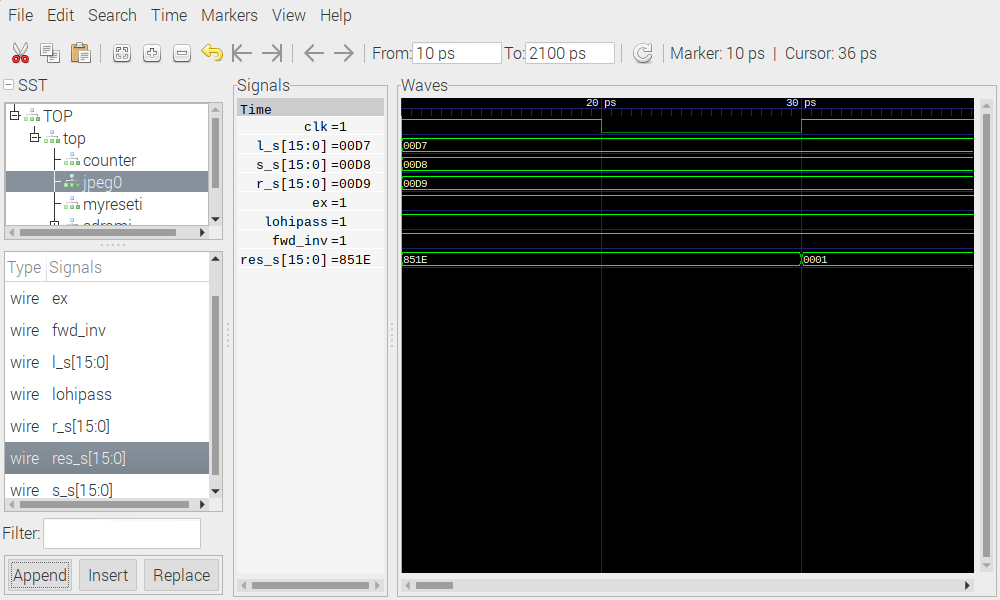 File Edit Search Time Markers View Help
From: 10 ps To: 2100 ps Marker: 10 ps | Cursor: 36 ps
SST
TOP
top
counter
jpeg0
myreseti
Type Signals
wire ex
wire fwd_inv
wire l_s[15:0]
wire lohipass
wire r_s[15:0]
wire res_s[15:0]
wire s_s[15:0]
Filter:
Append Insert Replace
Signals
Time
clk =1
l_s[15:0] =00D7
s_s[15:0] =00D8
r_s[15:0] =00D9
ex =1
lohipass =1
fwd_inv =1
res_s[15:0] =851E
Waves
20 ps 30 ps
00D7
00D8
00D9
851E 0001